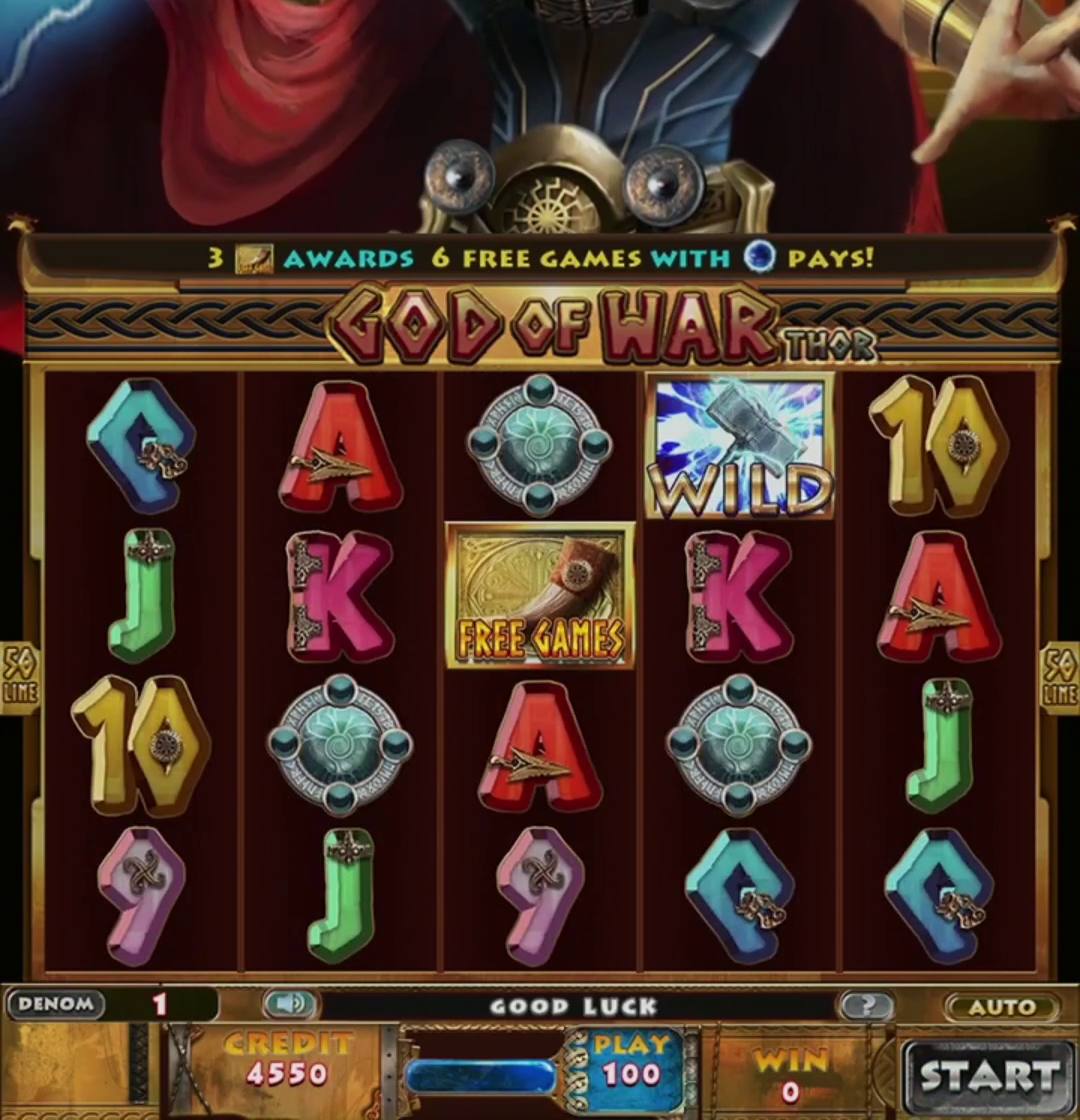 3 AWARDS 6 FREE GAMES WITH PAYS!
GOD OF WAR THOR
A WILD 10
J K K A
FREE GAMES
50 LINE 50 LINE
10 A J
9 J 9
DENOM 1 GOOD LUCK ? AUTO
CREDIT PLAY WIN START
4550 100 0